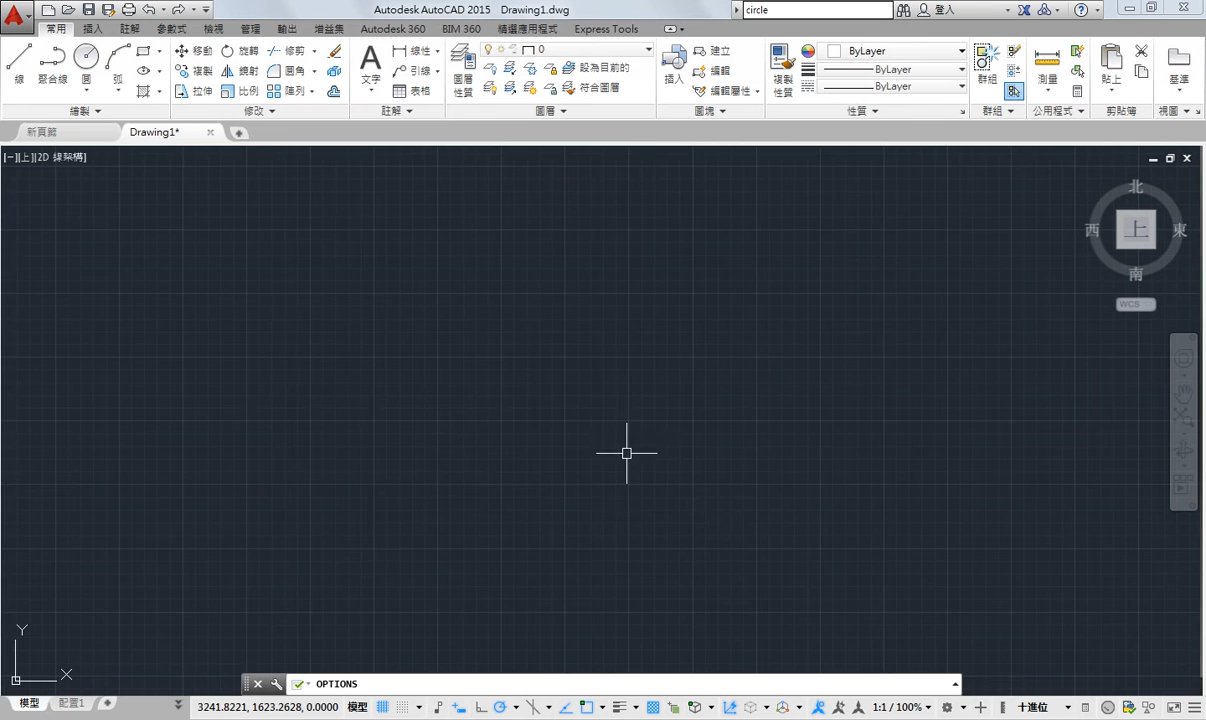 Autodesk AutoCAD 2015 Drawing1.dwg
circle
登入
常用 插入 註解 參數式 檢視 管理 輸出 增益集 Autodesk 360 BIM 360 精選應用程式 Express Tools
線
聚合線
圓
弧
繪製
移動 旋轉 修剪
複製 鏡射 圓角
拉伸 比例 陣列
修改
文字
線性
引線
表格
註解
圖層
性質
0
設為目前的
符合圖層
圖層
插入
建立
編輯
編輯屬性
圖塊
複製
性質
ByLayer
ByLayer
ByLayer
性質
群組
群組
測量
公用程式
貼上
剪貼簿
基準
視圖
新頁籤 Drawing1*
[−][上][2D 線架構]
北
西 上 東
南
WCS
Y
X
OPTIONS
模型 配置1
3241.8221, 1623.2628, 0.0000 模型 1:1 / 100% 十進位